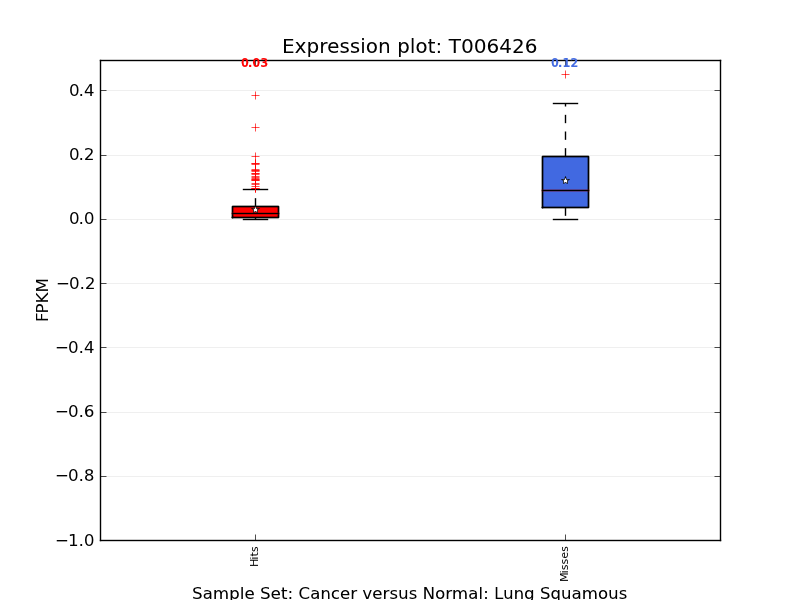 Expression plot: T006426
0.03
0.12
0.4
0.2
0.0
−0.2
−0.4
−0.6
−0.8
−1.0
FPKM
Hits
Misses
Sample Set: Cancer versus Normal: Lung Squamous